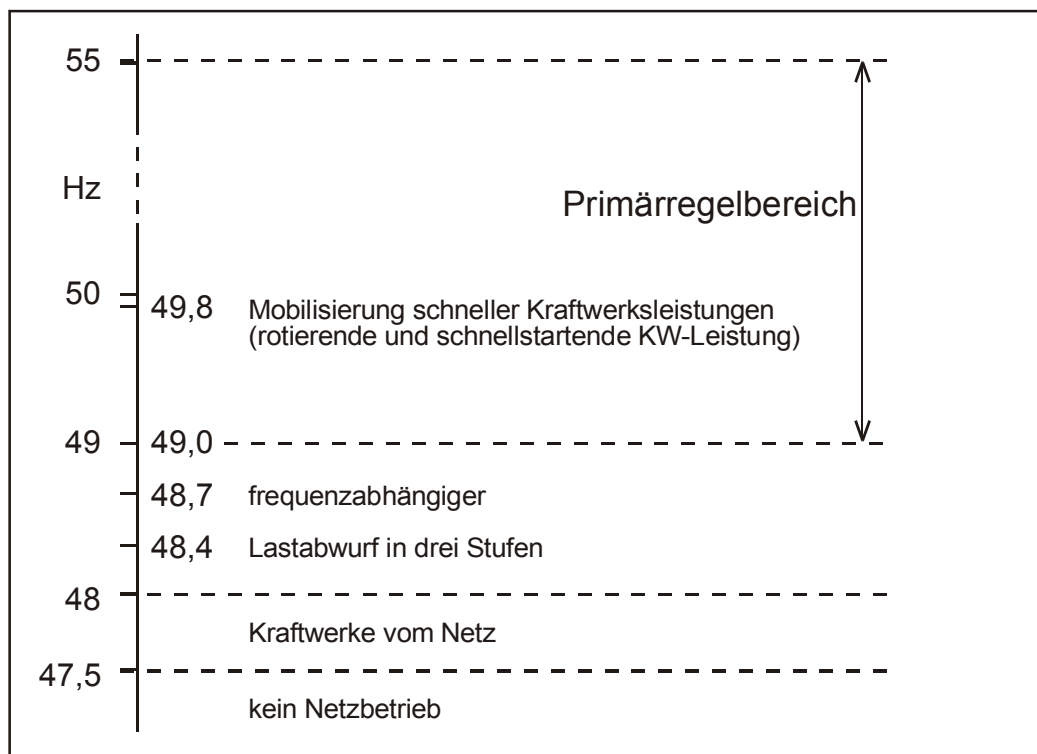 55
Hz
Primärregelbereich
50
49,8 Mobilisierung schneller Kraftwerksleistungen
(rotierende und schnellstartende KW-Leistung)
49 49,0
48,7 frequenzabhängiger
48,4 Lastabwurf in drei Stufen
48
Kraftwerke vom Netz
47,5
kein Netzbetrieb